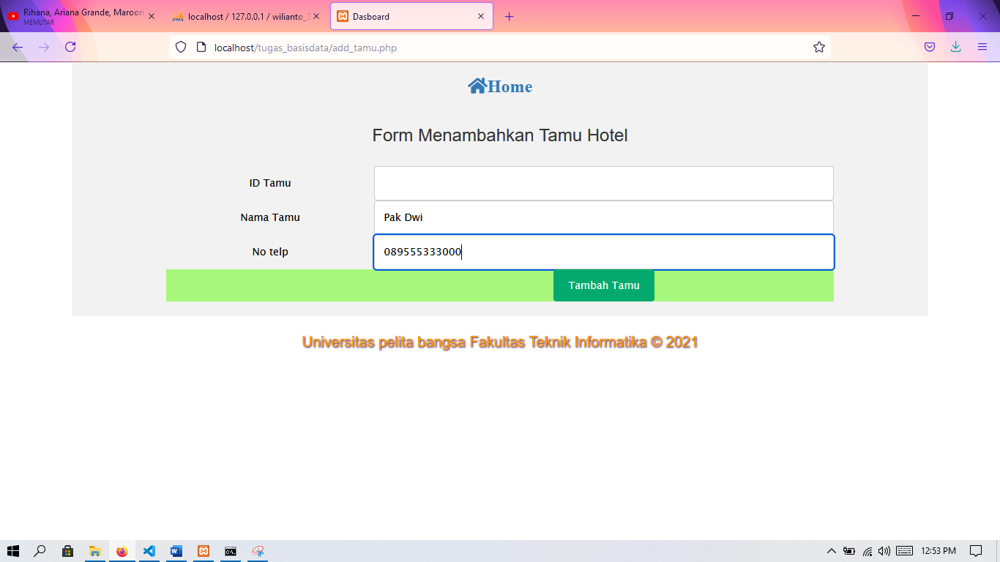 Rihana, Ariana Grande, Maroon
MEMUTAR
localhost / 127.0.0.1 / wilianto_3
Dasboard
localhost/tugas_basisdata/add_tamu.php
Home
Form Menambahkan Tamu Hotel
ID Tamu
Nama Tamu
Pak Dwi
No telp
089555333000
Tambah Tamu
Universitas pelita bangsa Fakultas Teknik Informatika © 2021
12:53 PM